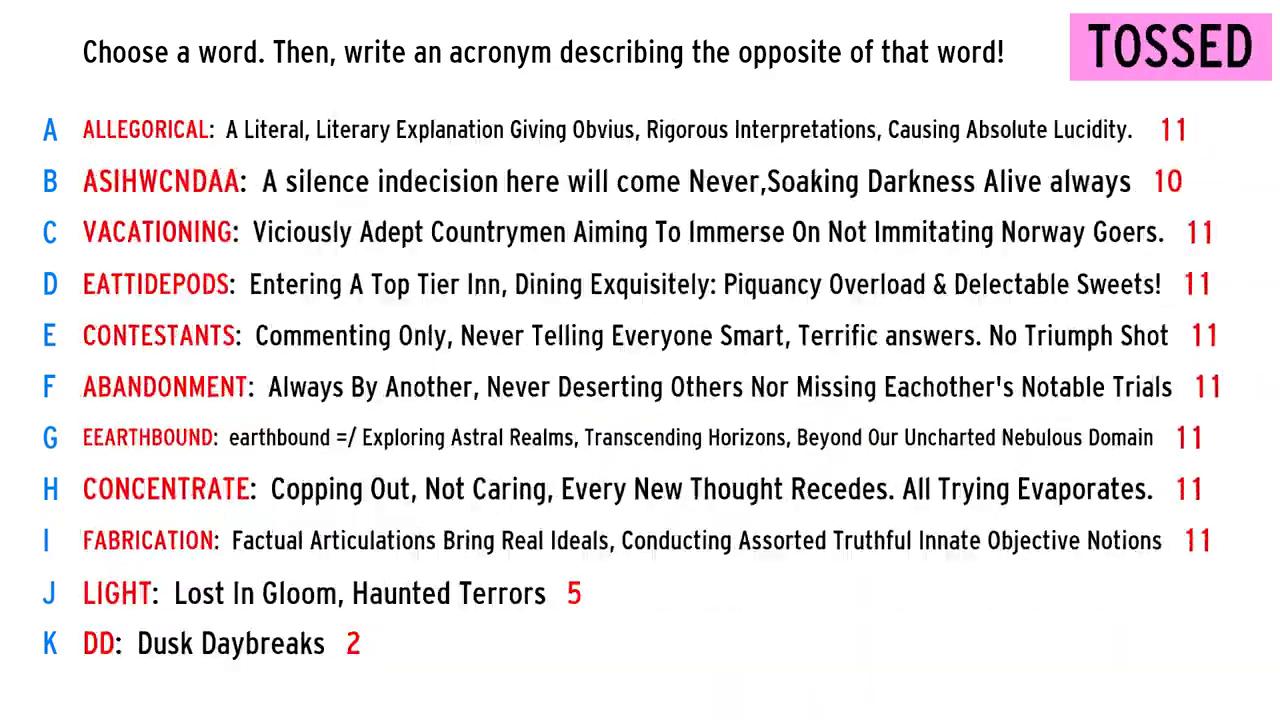 Choose a word. Then, write an acronym describing the opposite of that word!
TOSSED
A ALLEGORICAL: A Literal, Literary Explanation Giving Obvius, Rigorous Interpretations, Causing Absolute Lucidity. 11
B ASIHWCNDAA: A silence indecision here will come Never,Soaking Darkness Alive always 10
C VACATIONING: Viciously Adept Countrymen Aiming To Immerse On Not Immitating Norway Goers. 11
D EATTIDEPODS: Entering A Top Tier Inn, Dining Exquisitely: Piquancy Overload & Delectable Sweets! 11
E CONTESTANTS: Commenting Only, Never Telling Everyone Smart, Terrific answers. No Triumph Shot 11
F ABANDONMENT: Always By Another, Never Deserting Others Nor Missing Eachother's Notable Trials 11
G EEARTHBOUND: earthbound =/ Exploring Astral Realms, Transcending Horizons, Beyond Our Uncharted Nebulous Domain 11
H CONCENTRATE: Copping Out, Not Caring, Every New Thought Recedes. All Trying Evaporates. 11
I FABRICATION: Factual Articulations Bring Real Ideals, Conducting Assorted Truthful Innate Objective Notions 11
J LIGHT: Lost In Gloom, Haunted Terrors 5
K DD: Dusk Daybreaks 2